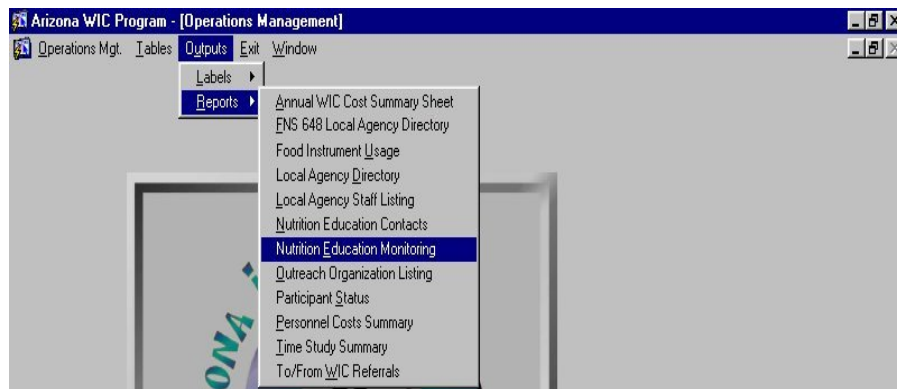 Arizona WIC Program - [Operations Management]
Operations Mgt. Tables Outputs Exit Window
Labels
Reports
Annual WIC Cost Summary Sheet
FNS 648 Local Agency Directory
Food Instrument Usage
Local Agency Directory
Local Agency Staff Listing
Nutrition Education Contacts
Nutrition Education Monitoring
Outreach Organization Listing
Participant Status
Personnel Costs Summary
Time Study Summary
To/From WIC Referrals